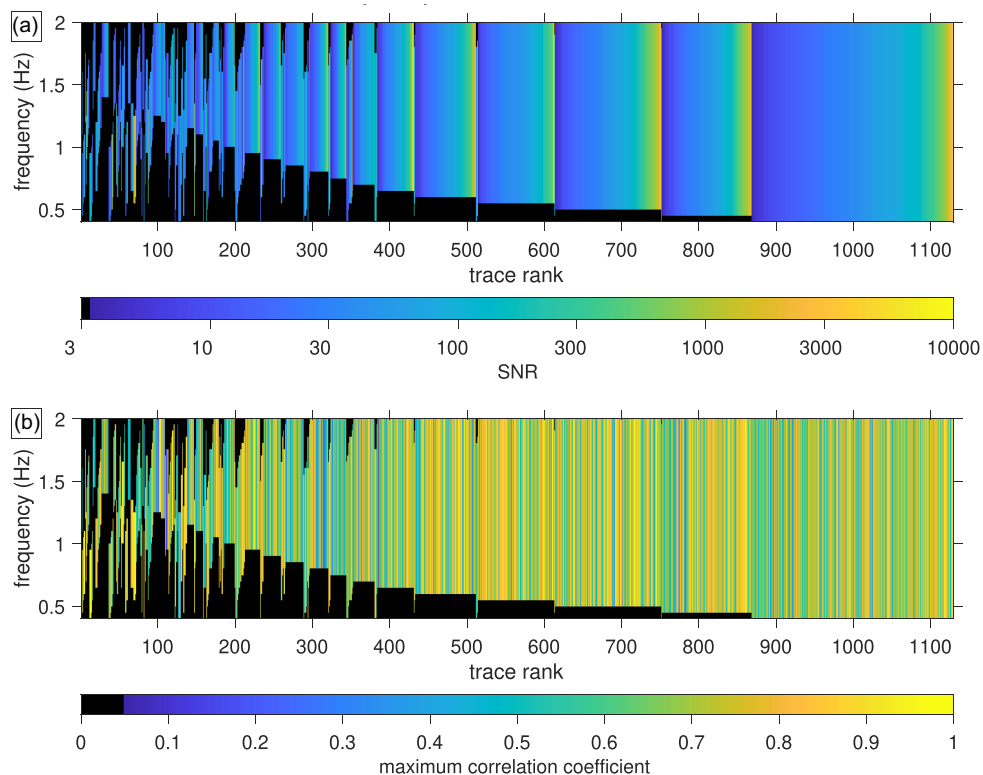 (a)
frequency (Hz)
2
1.5
1
0.5
100 200 300 400 500 600 700 800 900 1000 1100
trace rank
3 10 30 100 300 1000 3000 10000
SNR
(b)
frequency (Hz)
2
1.5
1
0.5
100 200 300 400 500 600 700 800 900 1000 1100
trace rank
0 0.1 0.2 0.3 0.4 0.5 0.6 0.7 0.8 0.9 1
maximum correlation coefficient